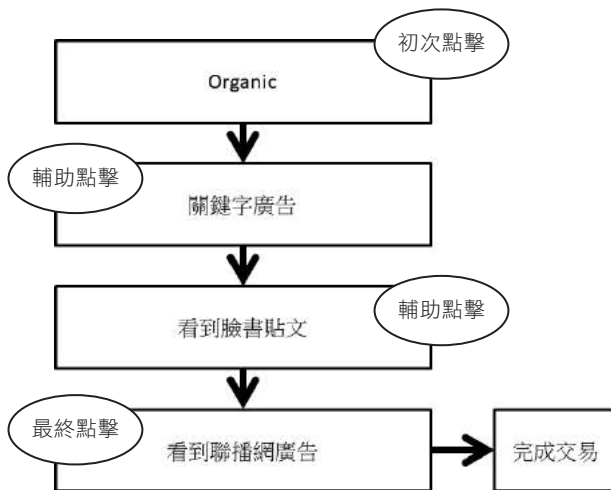 初次點擊
Organic
輔助點擊
關鍵字廣告
看到臉書貼文
輔助點擊
最終點擊
看到聯播網廣告
完成交易